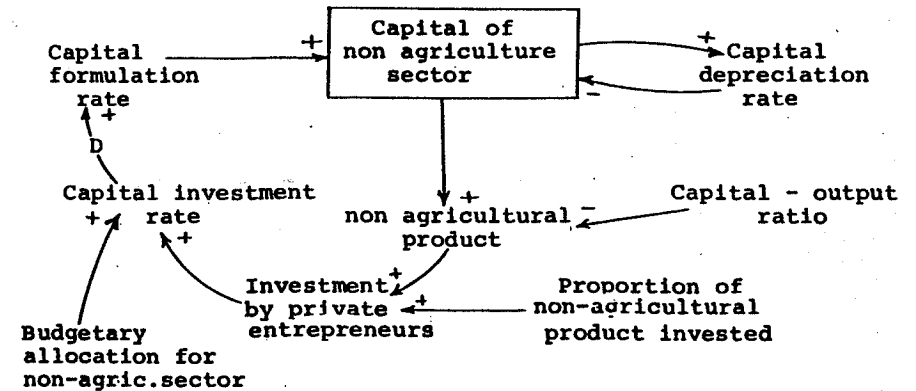 Capital of
non agriculture
sector
+
Capital
formulation
rate
+
+
Capital
depreciation
rate
−
D
Capital investment
rate
+
+
+
non agricultural
product
−
Capital - output
ratio
Investment
by private
entrepreneurs
+
+
Proportion of
non-agricultural
product invested
Budgetary
allocation for
non-agric.sector